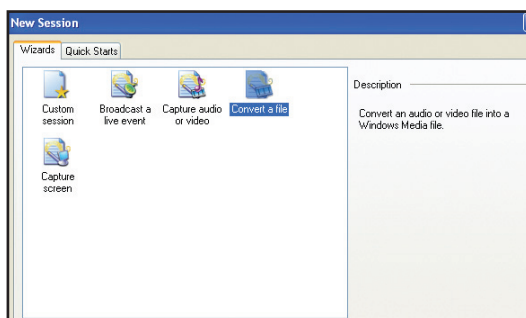 New Session
Wizards Quick Starts
Custom session
Broadcast a live event
Capture audio or video
Convert a file
Capture screen
Description
Convert an audio or video file into a
Windows Media file.